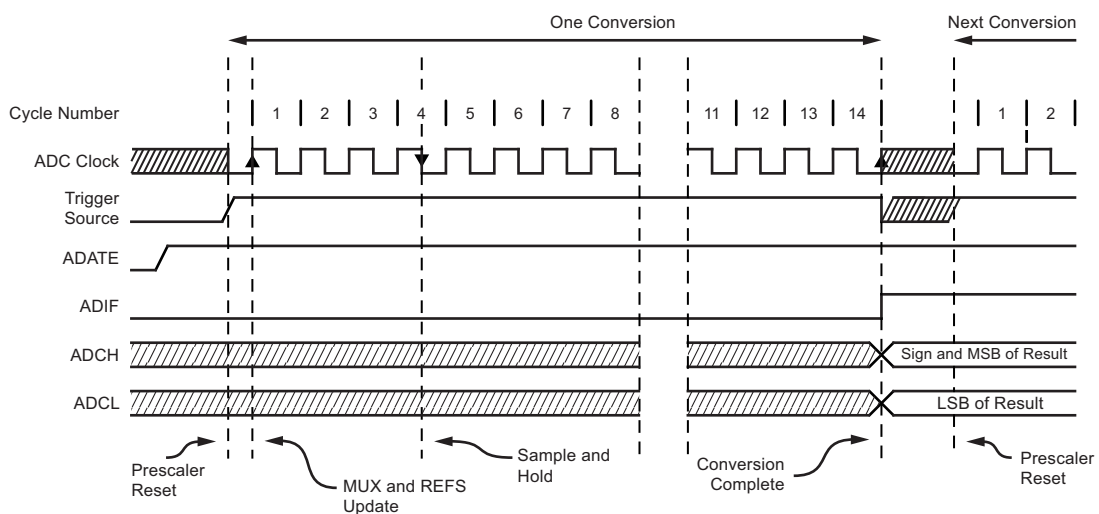 One Conversion
Next Conversion
Cycle Number
1 2 3 4 5 6 7 8 11 12 13 14 1 2
ADC Clock
Trigger
Source
ADATE
ADIF
ADCH
Sign and MSB of Result
ADCL
LSB of Result
Prescaler
Reset
MUX and REFS
Update
Sample and
Hold
Conversion
Complete
Prescaler
Reset